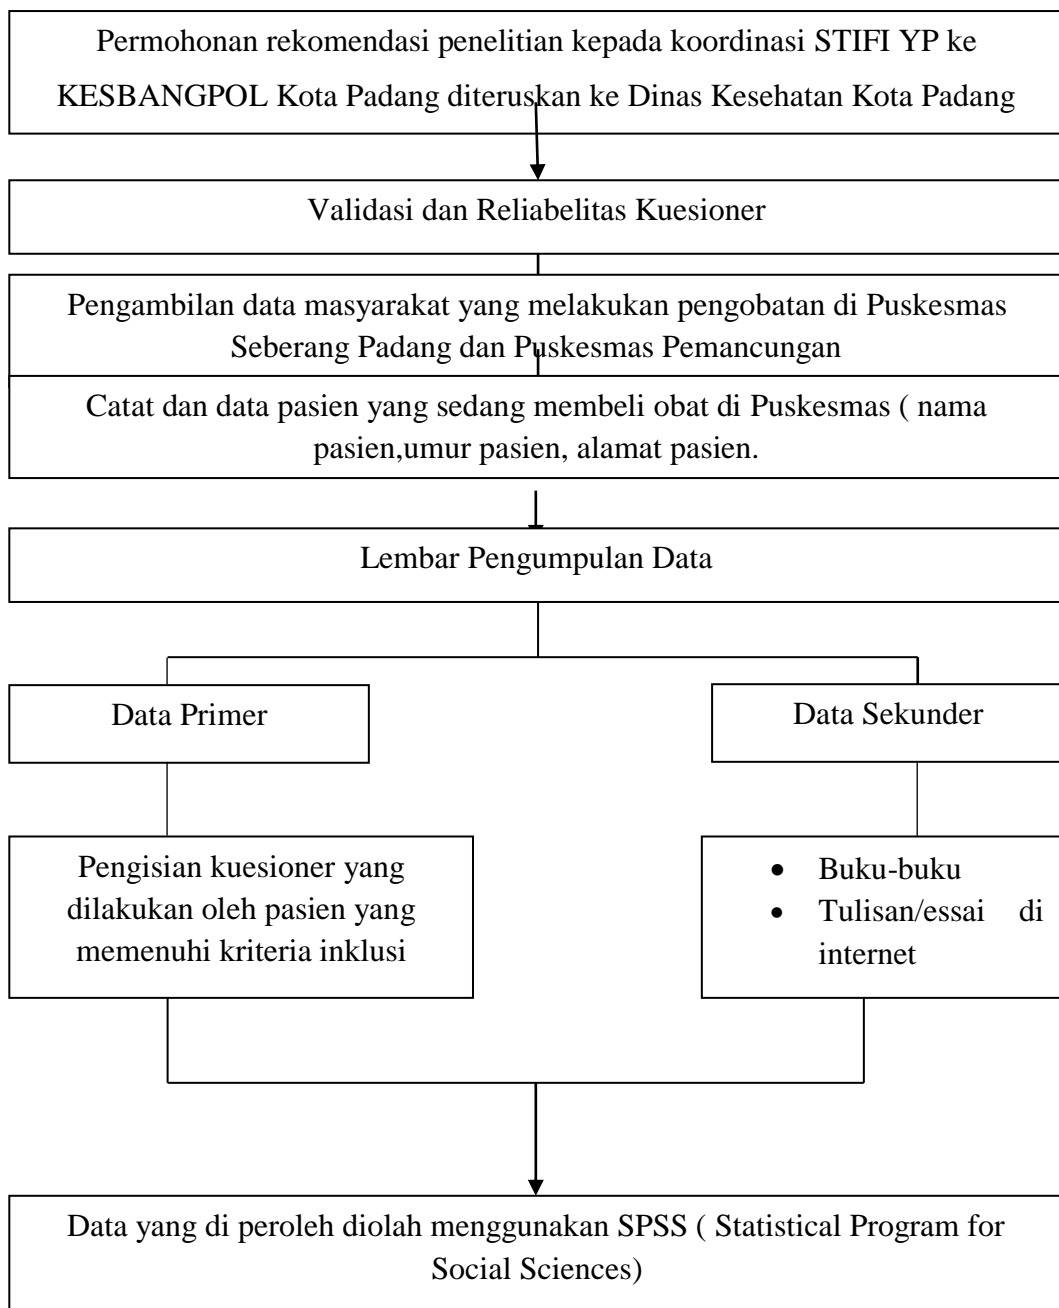 Permohonan rekomendasi penelitian kepada koordinasi STIFI YP ke
KESBANGPOL Kota Padang diteruskan ke Dinas Kesehatan Kota Padang
Validasi dan Reliabelitas Kuesioner
Pengambilan data masyarakat yang melakukan pengobatan di Puskesmas
Seberang Padang dan Puskesmas Pemancungan
Catat dan data pasien yang sedang membeli obat di Puskesmas ( nama
pasien,umur pasien, alamat pasien.
Lembar Pengumpulan Data
Data Primer
Data Sekunder
Pengisian kuesioner yang
dilakukan oleh pasien yang
memenuhi kriteria inklusi
• Buku-buku
• Tulisan/essai di
internet
Data yang di peroleh diolah menggunakan SPSS ( Statistical Program for
Social Sciences)